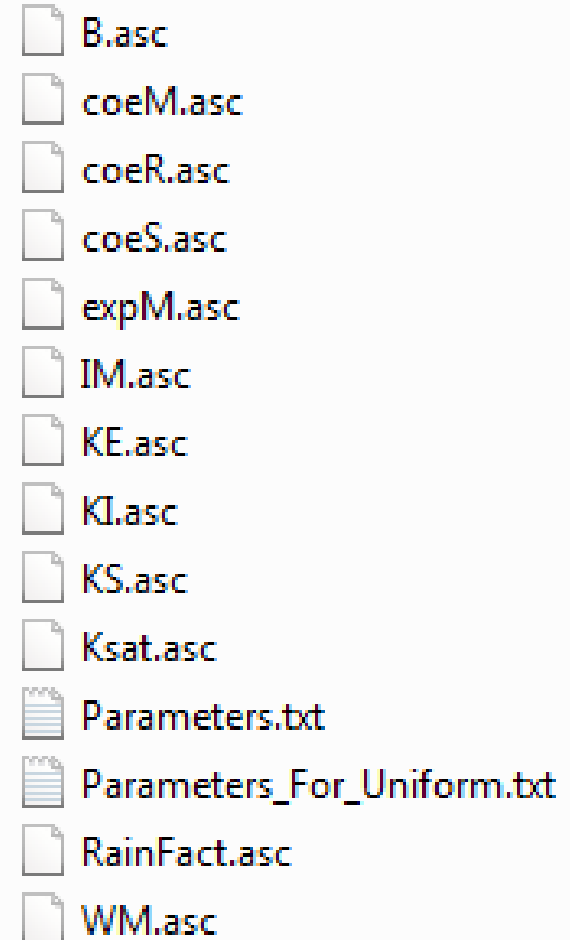 B.asc
coeM.asc
coeR.asc
coeS.asc
expM.asc
IM.asc
KE.asc
KI.asc
KS.asc
Ksat.asc
Parameters.txt
Parameters_For_Uniform.txt
RainFact.asc
WM.asc